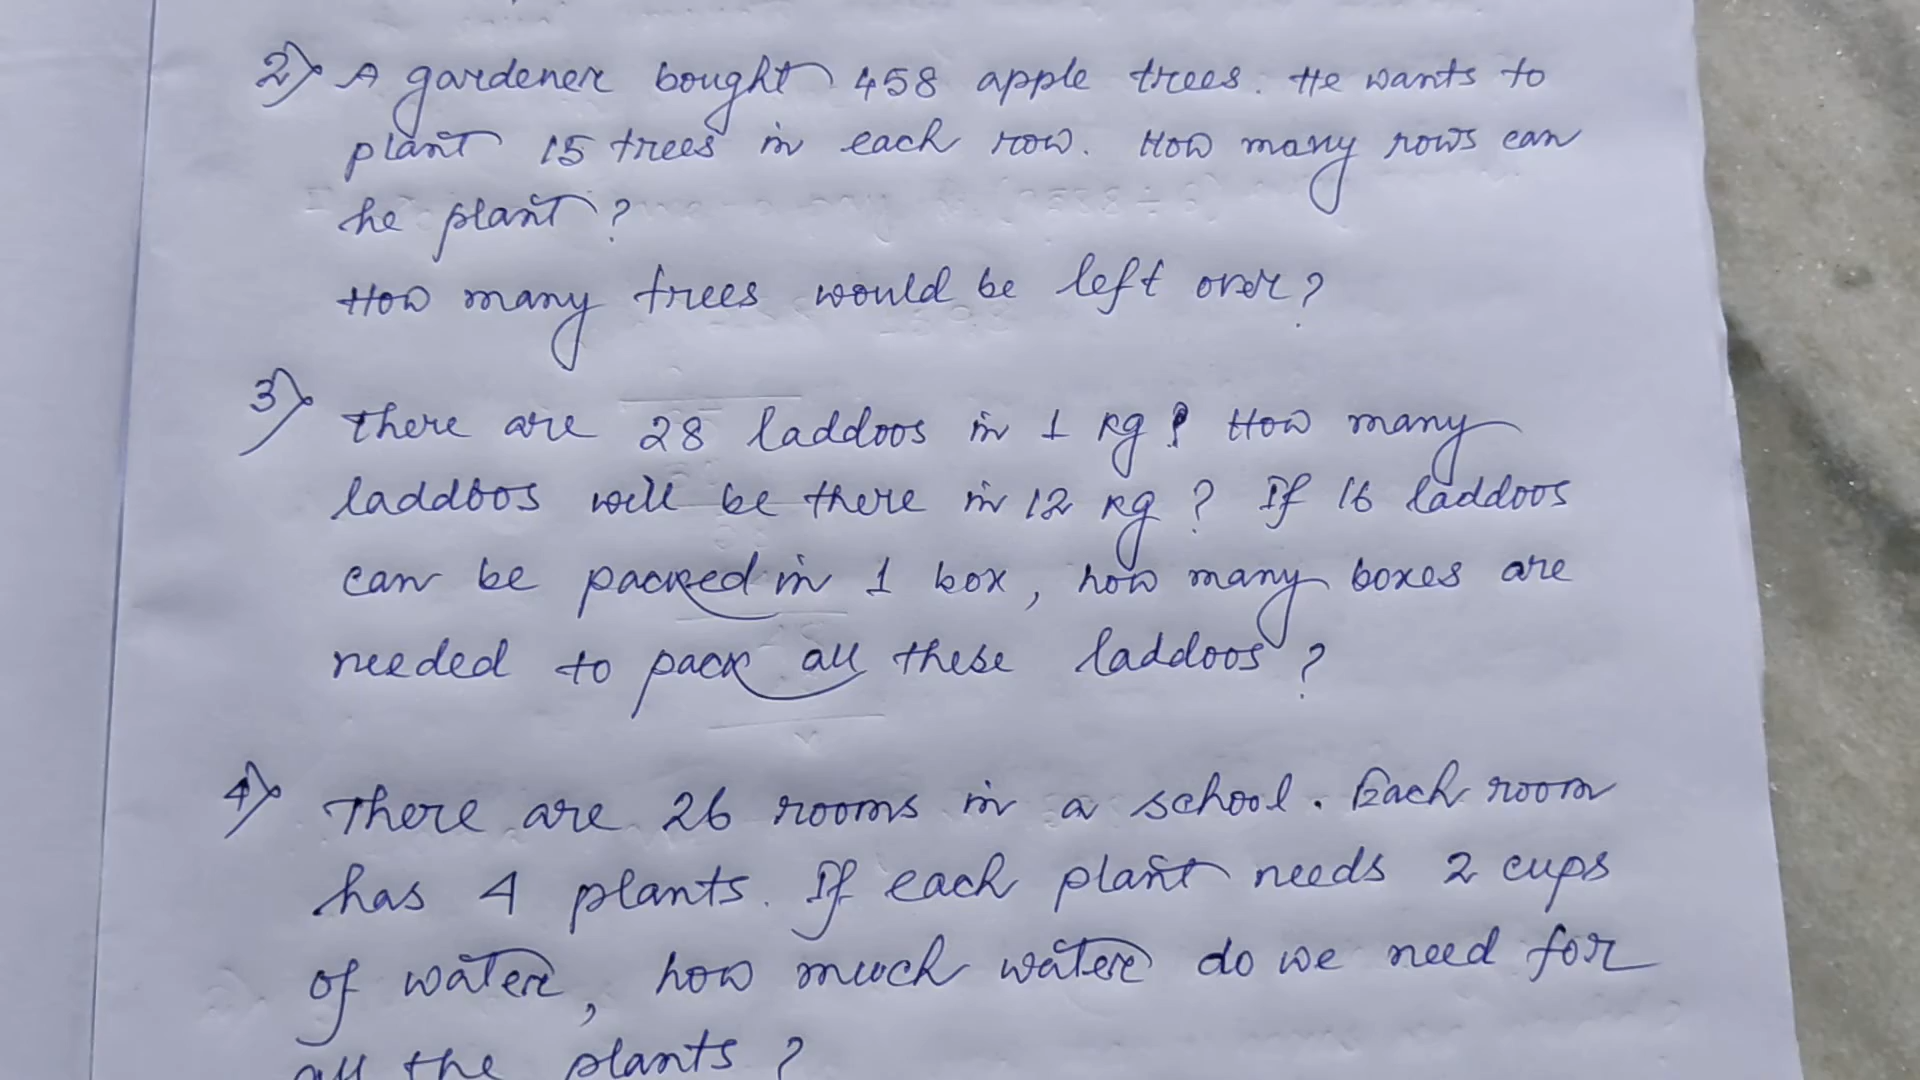 2) A gardener bought 458 apple trees. He wants to
plant 15 trees in each row. How many rows can
he plant?
How many trees would be left over?
3) There are 28 laddoos in 1 kg? How many
laddoos will be there in 12 kg? If 16 laddoos
can be packed in 1 box, how many boxes are
needed to pack all these laddoos?
4) There are 26 rooms in a school. Each room
has 4 plants. If each plant needs 2 cups
of water, how much water do we need for
all the plants?